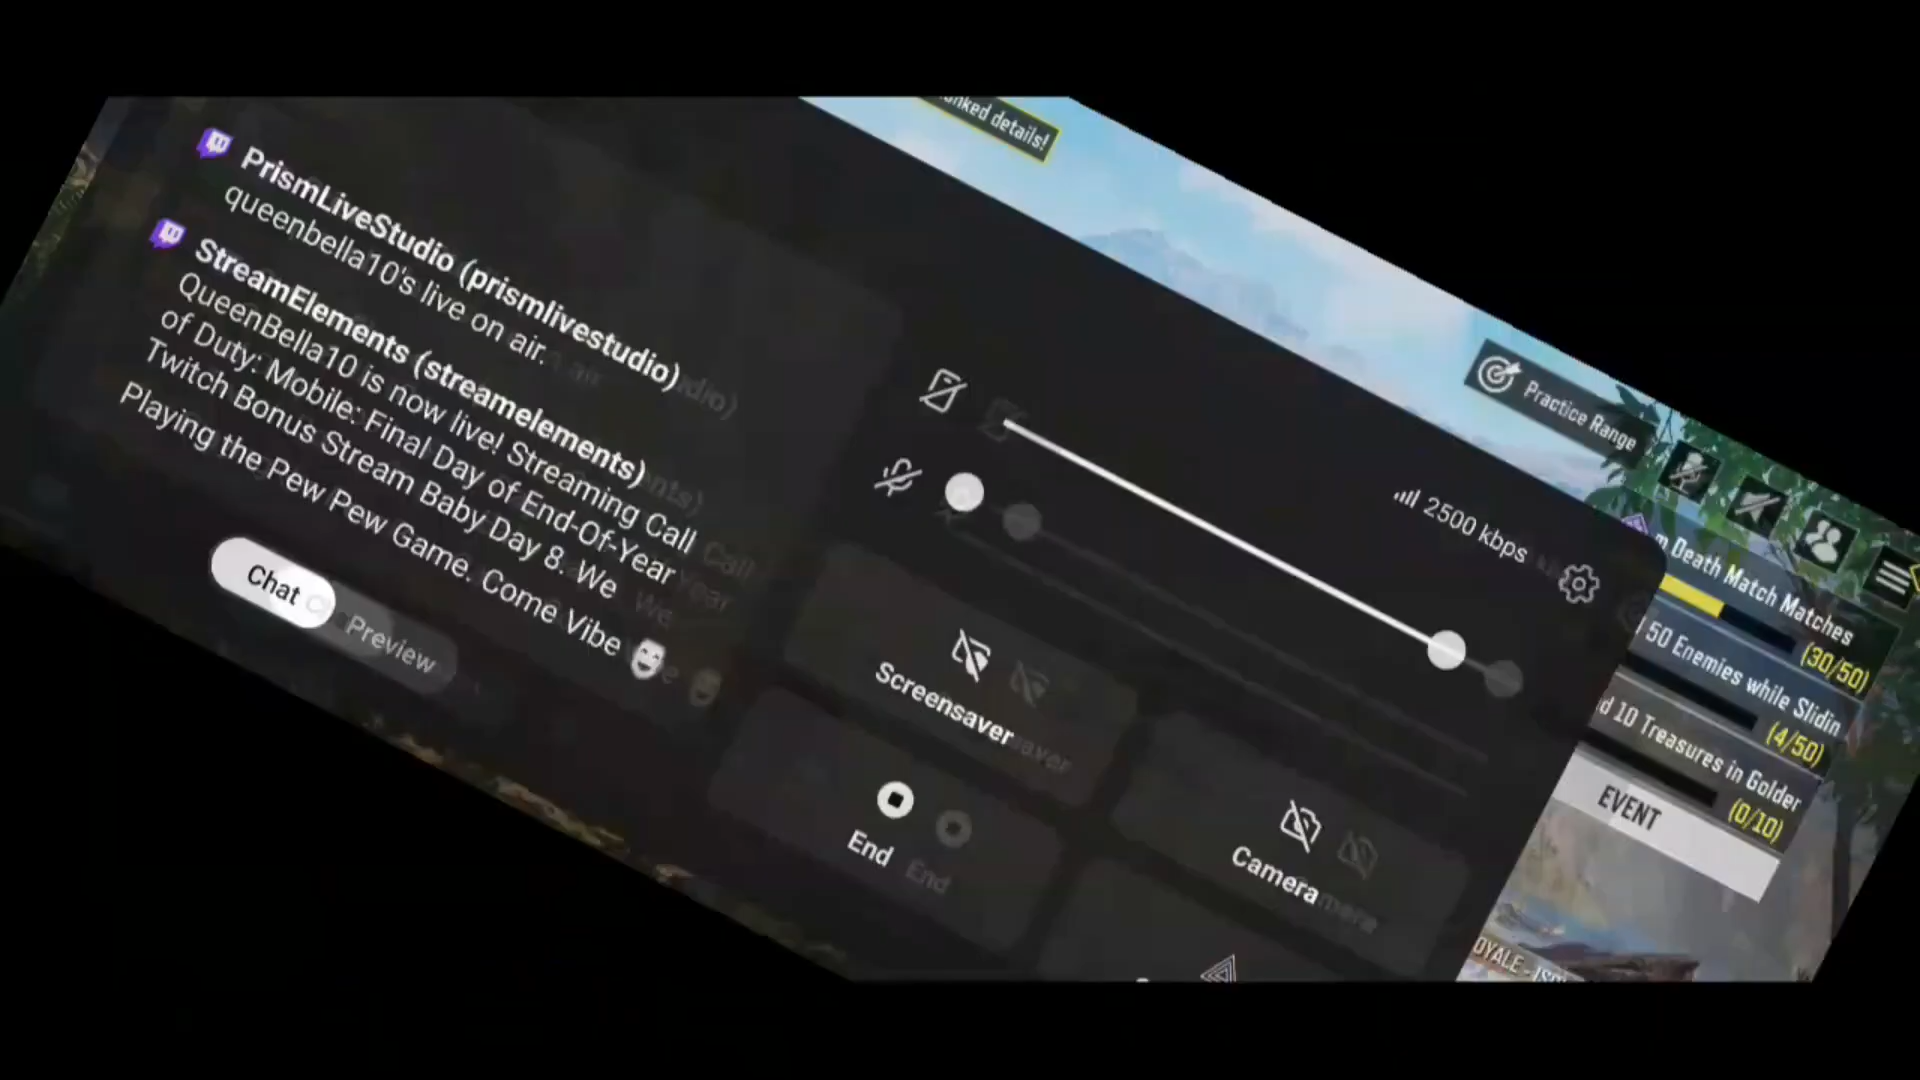 nked details!
PrismLiveStudio (prismlivestudio)
queenbella10's live on air.
StreamElements (streamelements)
QueenBella10 is now live! Streaming Call
of Duty: Mobile: Final Day of End-Of-Year
Twitch Bonus Stream Baby Day 8. We
Playing the Pew Pew Game. Come Vibe
Chat
Preview
Practice Range
2500 kbps
Screensaver
Camera
End
m Death Match Matches
(30/50)
50 Enemies while Slidin
(4/50)
d 10 Treasures in Golder
(0/10)
EVENT
OYALE - ISO